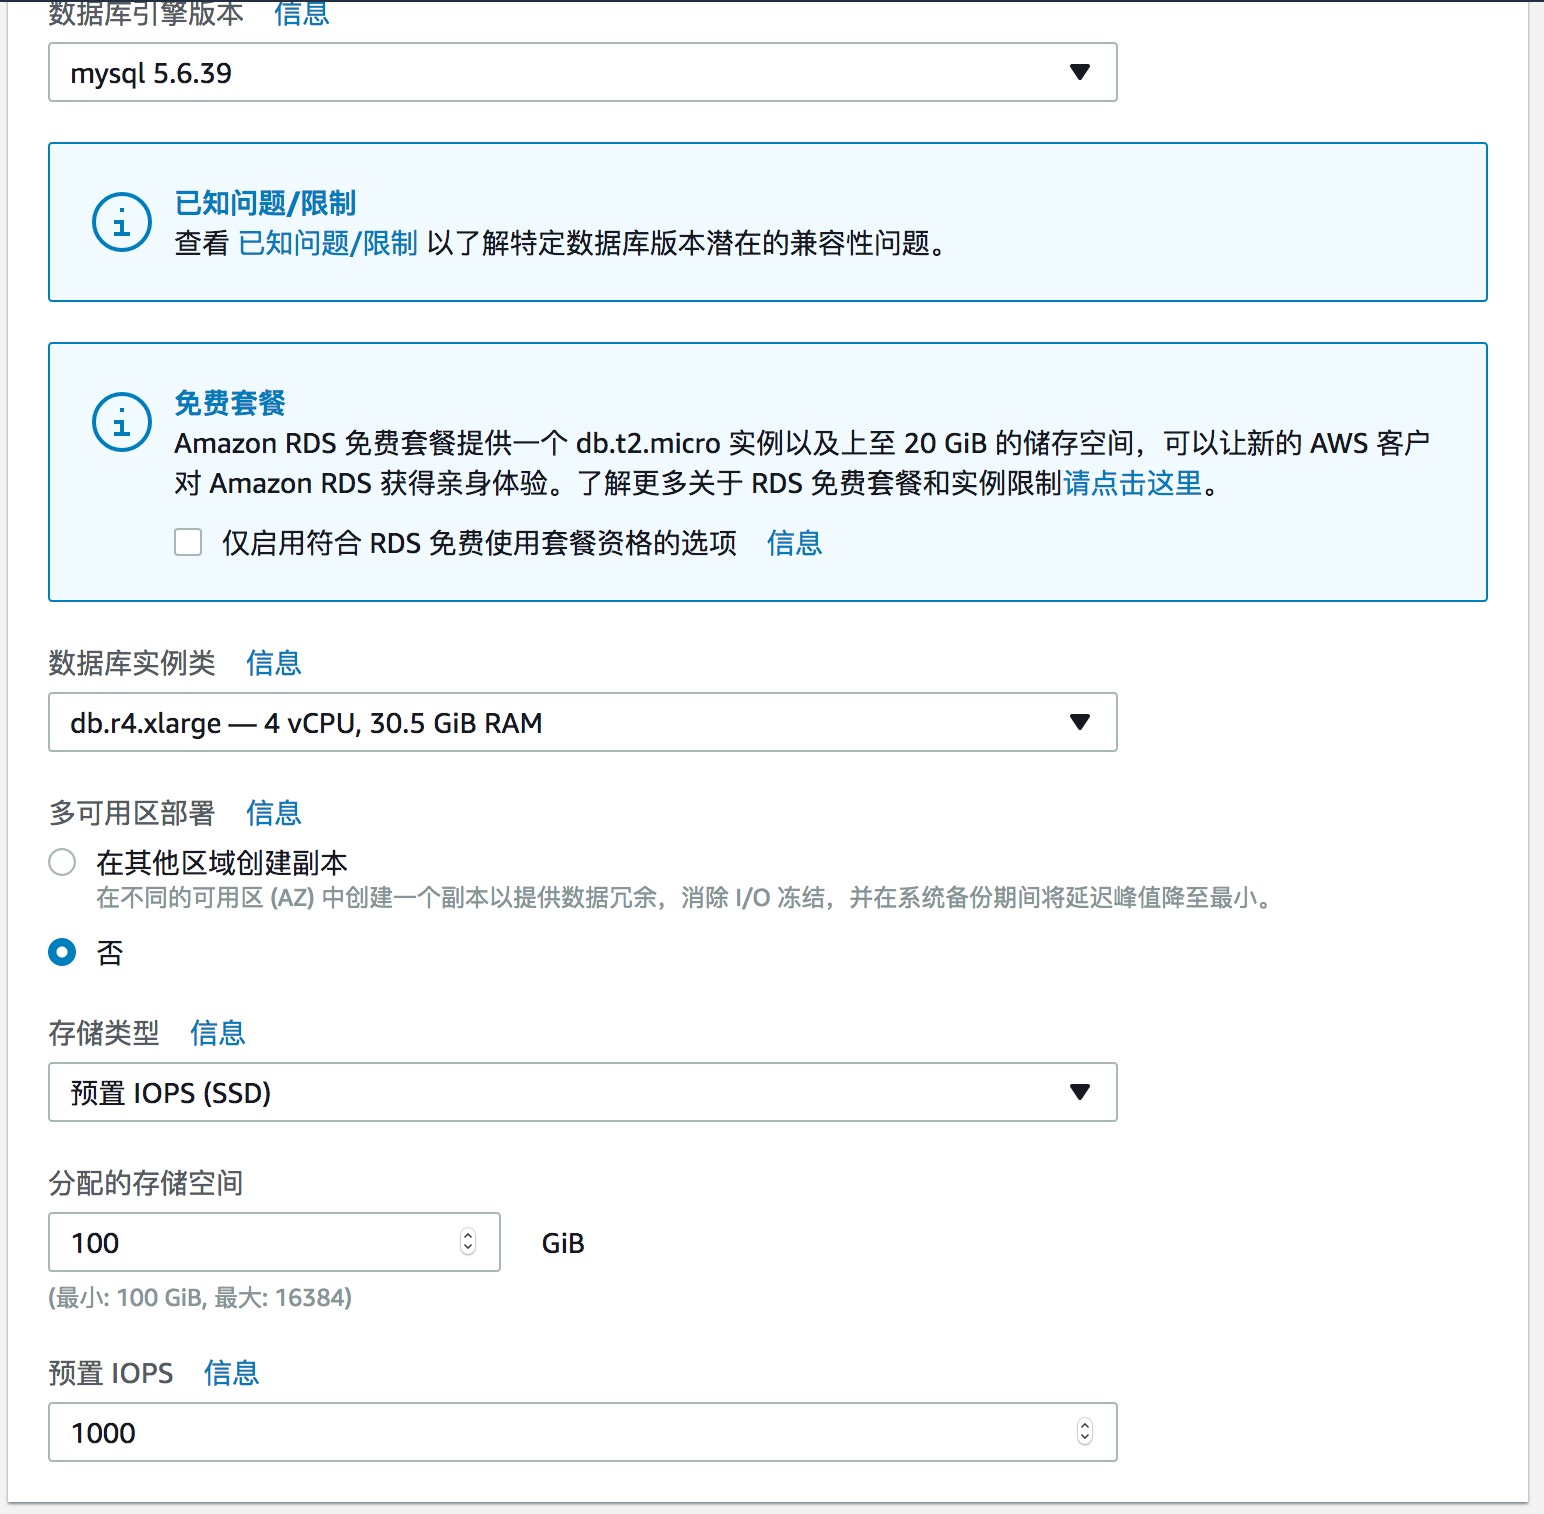 数据库引擎版本 信息
mysql 5.6.39
已知问题/限制
查看 已知问题/限制 以了解特定数据库版本潜在的兼容性问题。
免费套餐
Amazon RDS 免费套餐提供一个 db.t2.micro 实例以及上至 20 GiB 的储存空间，可以让新的 AWS 客户
对 Amazon RDS 获得亲身体验。了解更多关于 RDS 免费套餐和实例限制请点击这里。
仅启用符合 RDS 免费使用套餐资格的选项 信息
数据库实例类 信息
db.r4.xlarge — 4 vCPU, 30.5 GiB RAM
多可用区部署 信息
在其他区域创建副本
在不同的可用区 (AZ) 中创建一个副本以提供数据冗余，消除 I/O 冻结，并在系统备份期间将延迟峰值降至最小。
否
存储类型 信息
预置 IOPS (SSD)
分配的存储空间
100 GiB
(最小: 100 GiB, 最大: 16384)
预置 IOPS 信息
1000